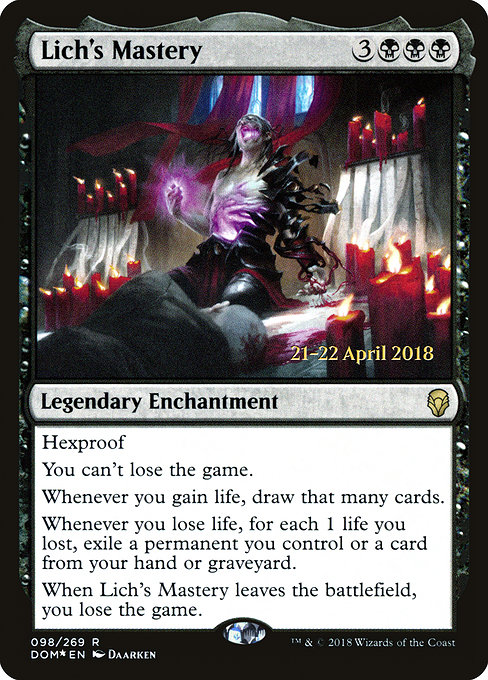 Lich's Mastery 3
21–22 April 2018
Legendary Enchantment
Hexproof
You can't lose the game.
Whenever you gain life, draw that many cards.
Whenever you lose life, for each 1 life you
lost, exile a permanent you control or a card
from your hand or graveyard.
When Lich's Mastery leaves the battlefield,
you lose the game.
098/269 R
DOM★EN Daarken
™ & © 2018 Wizards of the Coast